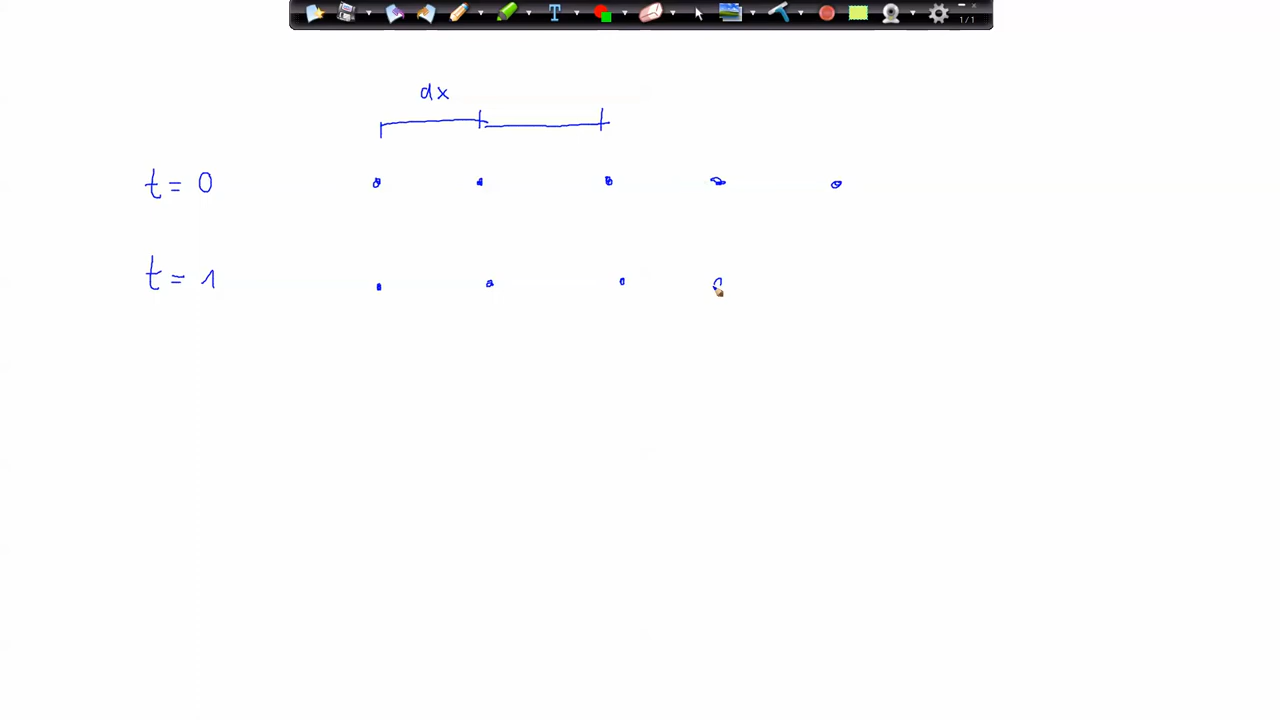 dx
t = 0
t = 1